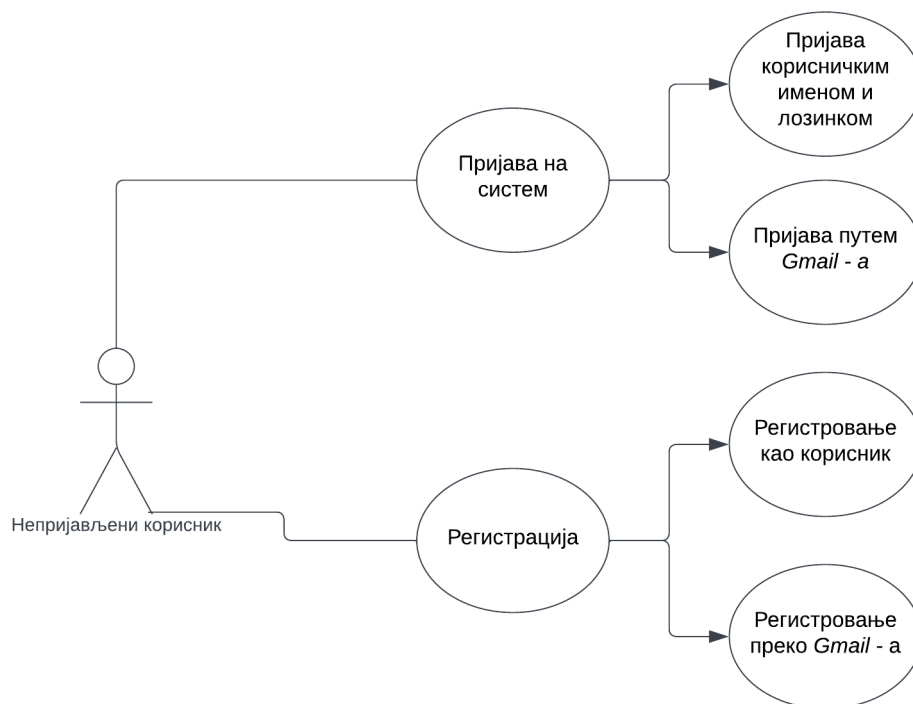 Пријава
корисничким
именом и
лозинком
Пријава на
систем
Пријава путем
Gmail - а
Непријављени корисник
Регистровање
као корисник
Регистрација
Регистровање
преко Gmail - а